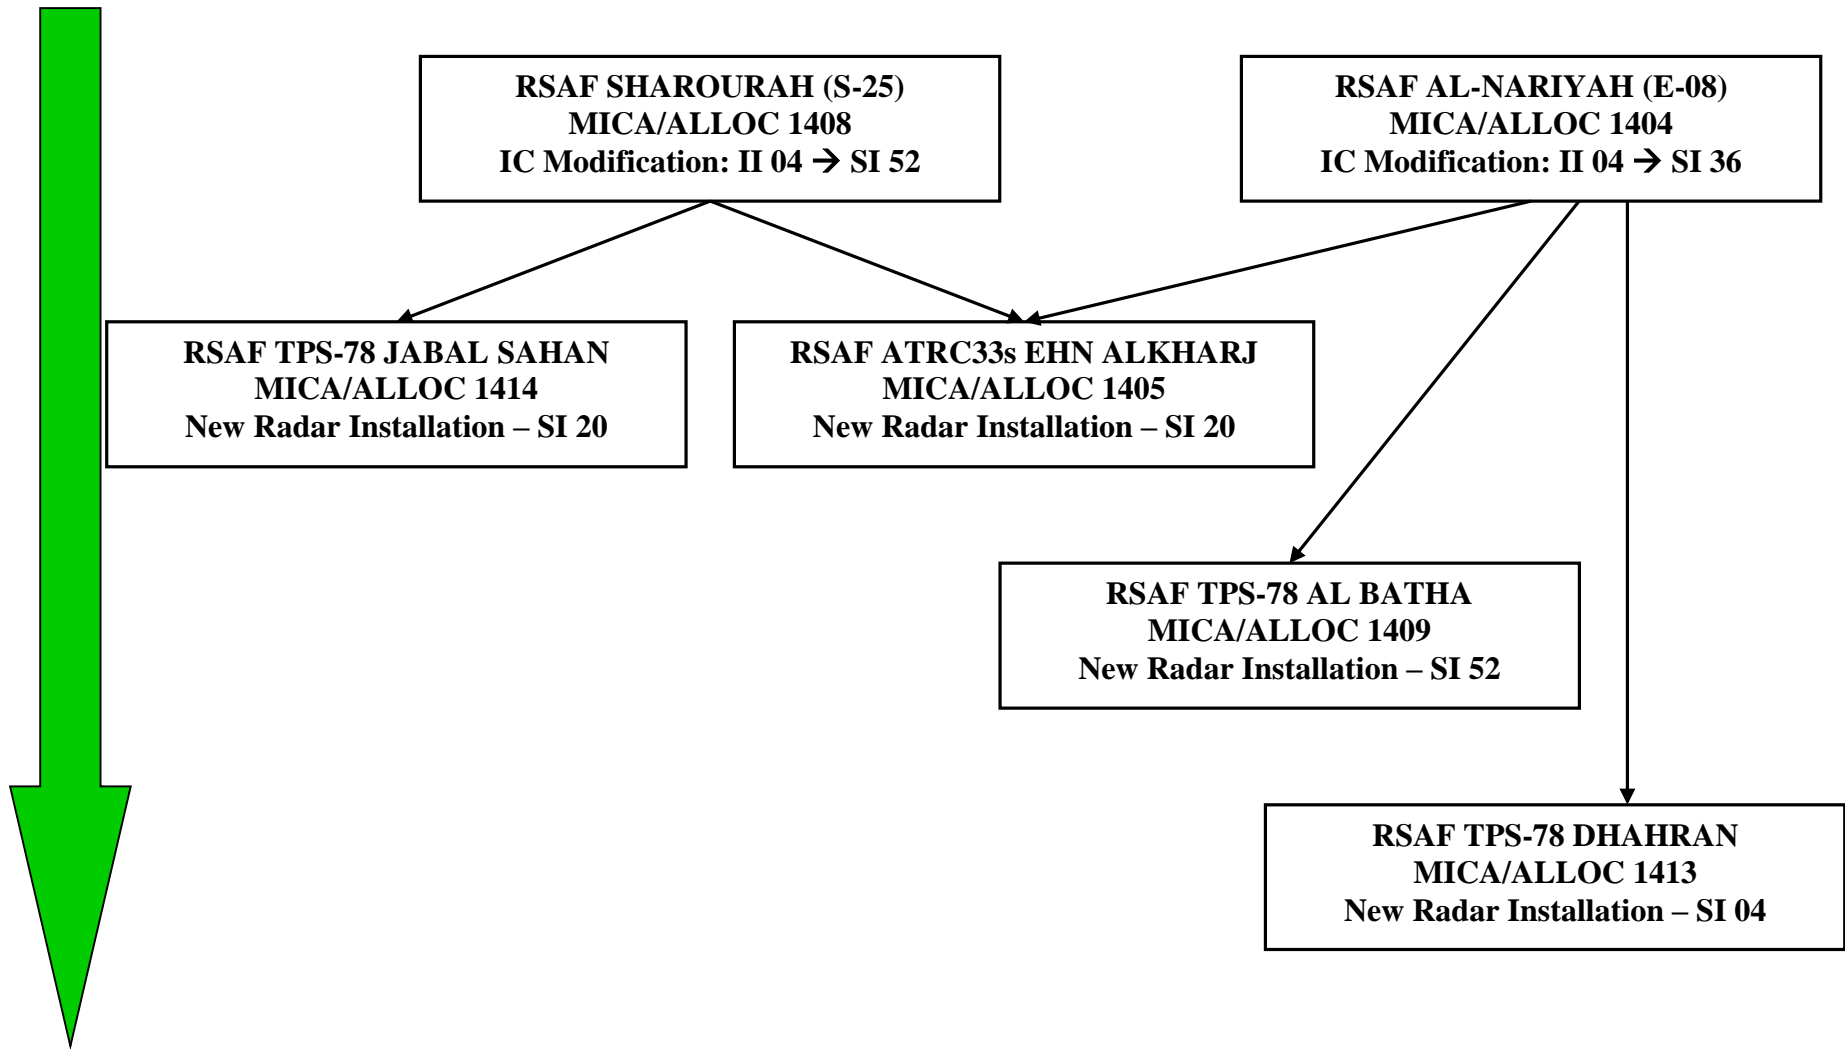 RSAF SHAROURAH (S-25)
MICA/ALLOC 1408
IC Modification: II 04 → SI 52
RSAF AL-NARIYAH (E-08)
MICA/ALLOC 1404
IC Modification: II 04 → SI 36
RSAF TPS-78 JABAL SAHAN
MICA/ALLOC 1414
New Radar Installation – SI 20
RSAF ATRC33s EHN ALKHARJ
MICA/ALLOC 1405
New Radar Installation – SI 20
RSAF TPS-78 AL BATHA
MICA/ALLOC 1409
New Radar Installation – SI 52
RSAF TPS-78 DHAHRAN
MICA/ALLOC 1413
New Radar Installation – SI 04